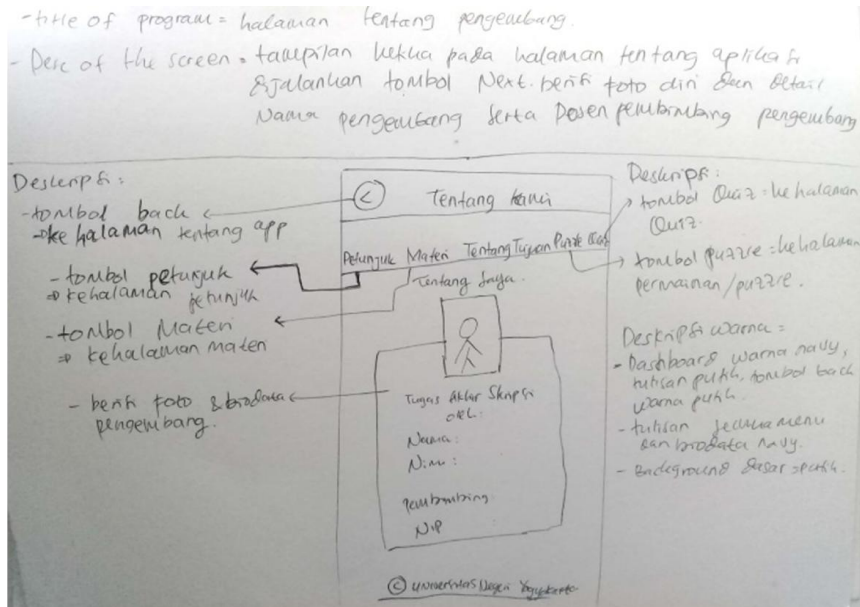 -title of program = halaman tentang pengembang.
- Desc of the screen = tampilan ketika pada halaman tentang aplikasi
dijalankan tombol Next. berisi foto diri dan detail
Nama pengembang serta Dosen pembimbing pengembang
Deskripsi :
-tombol back
⇒ke halaman tentang app
- tombol petunjuk
⇒ kehalaman petunjuk
- tombol Materi
⇒ kehalaman materi
- berisi foto & biodata
pengembang.
<
Tentang kami
Petunjuk Materi Tentang Tujuan Puzzle Quiz
Tentang Saya.
Tugas Akhir Skripsi
oleh:
Nama :
Nim :
Pembimbing
NIP
© Universitas Negeri Yogyakarta
Deskripsi:
tombol Quiz = ke halaman
Quiz.
tombol puzzle = ke halaman
permainan/puzzle.
Deskripsi warna =
- Dashboard warna navy,
tulisan putih, tombol back
warna putih.
- tulisan semua menu
dan biodata navy.
- Background dasar putih.